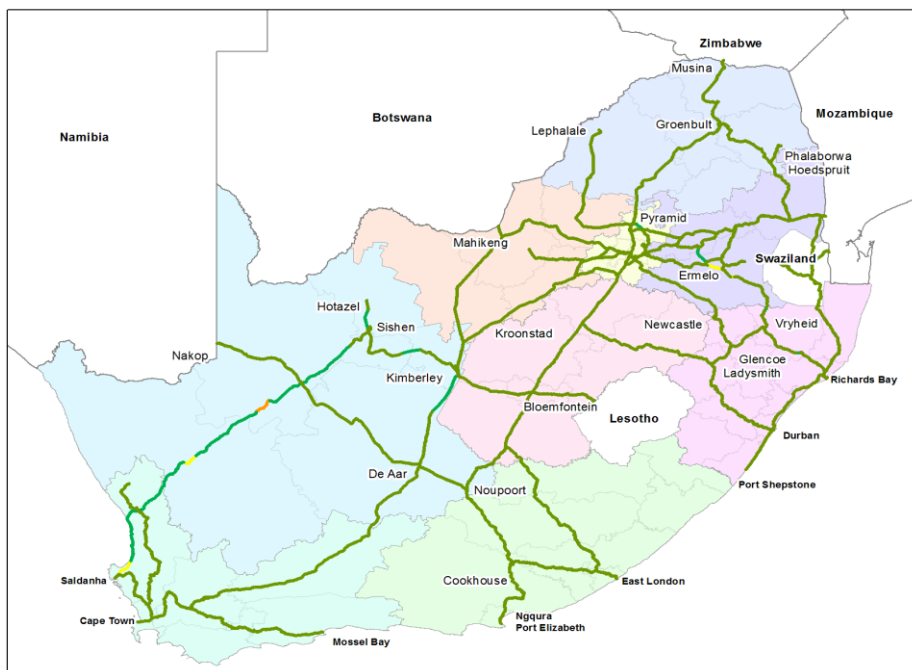 Zimbabwe
Musina
Mozambique
Botswana
Groenbult
Lephalale
Namibia
Phalaborwa
Hoedspruit
Pyramid
Mahikeng
Swaziland
Ermelo
Hotazel
Sishen
Kroonstad
Newcastle
Vryheid
Nakop
Glencoe
Ladysmith
Kimberley
Richards Bay
Bloemfontein
Lesotho
Durban
De Aar
Noupoort
Port Shepstone
Saldanha
Cookhouse
East London
Cape Town
Ngqura
Port Elizabeth
Mossel Bay